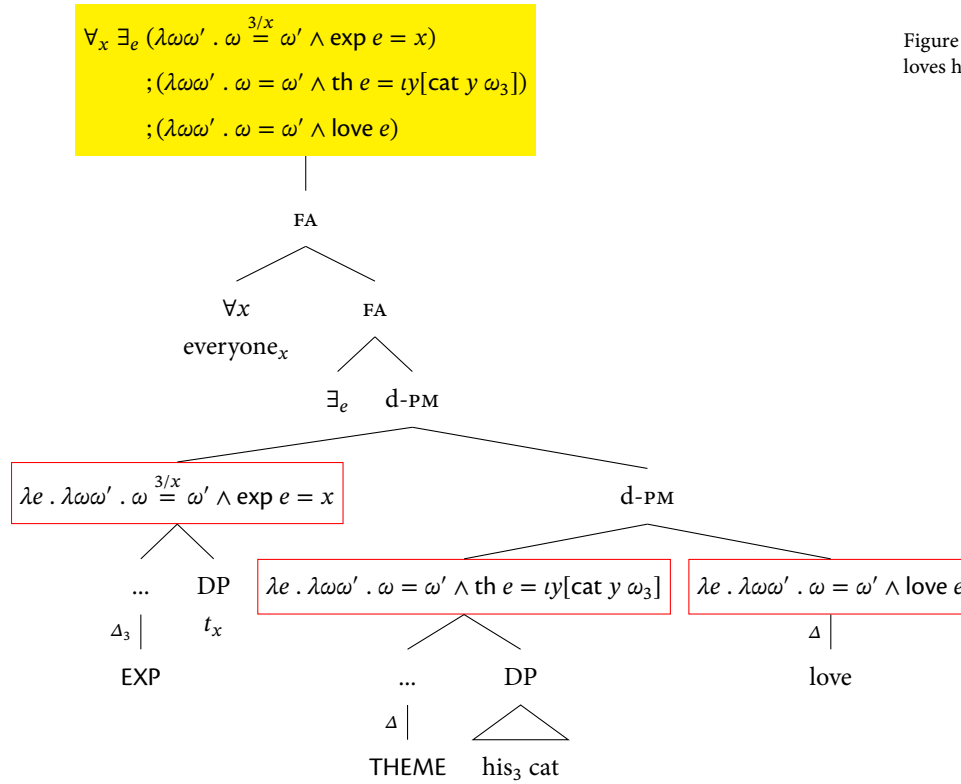 ∀ₓ ∃ₑ (λωω′ . ω =^{3/x} ω′ ∧ exp e = x)
;(λωω′ . ω = ω′ ∧ th e = ιy[cat y ω₃])
;(λωω′ . ω = ω′ ∧ love e)
Figure
loves h
FA
∀x FA
everyoneₓ
∃ₑ d-PM
λe . λωω′ . ω =^{3/x} ω′ ∧ exp e = x d-PM
... DP λe . λωω′ . ω = ω′ ∧ th e = ιy[cat y ω₃] λe . λωω′ . ω = ω′ ∧ love e
Δ₃ tₓ Δ
EXP ... DP love
Δ
THEME his₃ cat